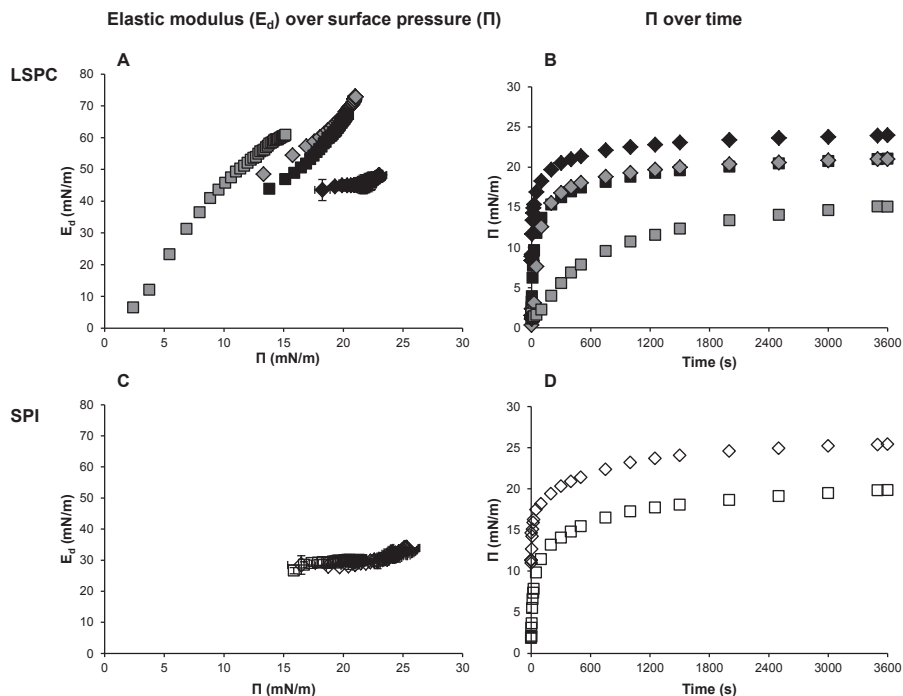 Elastic modulus (Ed) over surface pressure (Π)
Π over time
LSPC
A
80
70
60
50
40
30
20
10
0
Ed (mN/m)
0 5 10 15 20 25 30
Π (mN/m)
B
30
25
20
15
10
5
0
Π (mN/m)
0 600 1200 1800 2400 3000 3600
Time (s)
SPI
C
80
70
60
50
40
30
20
10
0
Ed (mN/m)
0 5 10 15 20 25 30
Π (mN/m)
D
30
25
20
15
10
5
0
Π (mN/m)
0 600 1200 1800 2400 3000 3600
Time (s)